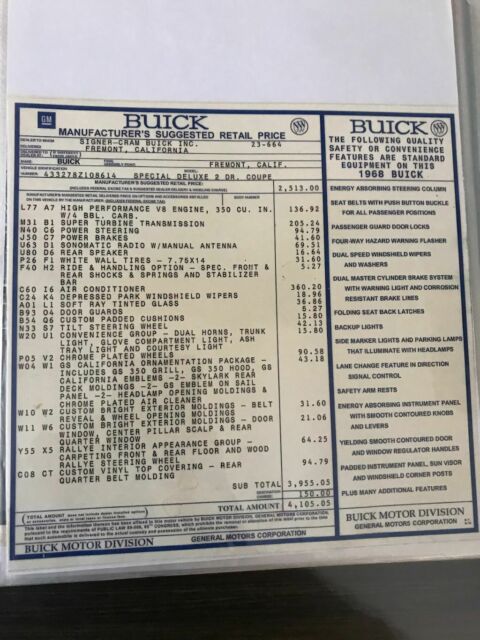 GM
BUICK
MANUFACTURER'S SUGGESTED RETAIL PRICE
SIGNER-CRAM BUICK INC. 23-664
FREMONT, CALIFORNIA
MAKE: BUICK
FREMONT, CALIF.
433278Z108614
MODEL: SPECIAL DELUXE 2 DR. COUPE
MANUFACTURER'S SUGGESTED RETAIL PRICE:
2,513.00
L77 A7 HIGH PERFORMANCE V8 ENGINE, 350 CU. IN. 136.92
W/4 BBL. CARB.
M31 B1 SUPER TURBINE TRANSMISSION 205.24
N40 C6 POWER STEERING 94.79
J50 C7 POWER BRAKES 41.60
U63 D1 SONOMATIC RADIO W/MANUAL ANTENNA 69.51
U80 D6 REAR SPEAKER 16.64
P26 F1 WHITE WALL TIRES - 7.75X14 31.60
F40 H2 RIDE & HANDLING OPTION - SPEC. FRONT & 5.27
REAR SHOCKS & SPRINGS AND STABILIZER
BAR
C60 I6 AIR CONDITIONER 360.20
C24 K4 DEPRESSED PARK WINDSHIELD WIPERS 18.96
A01 L1 SOFT RAY TINTED GLASS 36.86
B93 O4 DOOR GUARDS 5.27
B54 Q6 CUSTOM PADDED CUSHIONS 15.80
N33 S7 TILT STEERING WHEEL 42.13
W20 U1 CONVENIENCE GROUP - DUAL HORNS, TRUNK 15.80
LIGHT, GLOVE COMPARTMENT LIGHT, ASH
TRAY LIGHT AND COURTESY LIGHT
P05 V2 CHROME PLATED WHEELS 90.58
W04 W1 GS CALIFORNIA ORNAMENTATION PACKAGE - 43.18
INCLUDES GS 350 GRILL, GS 350 HOOD, GS
CALIFORNIA EMBLEMS -2- SKYLARK REAR
DECK MOLDINGS -2- GS EMBLEM ON SAIL
PANEL -2- HEADLAMP OPENING MOLDINGS &
CHROME PLATED AIR CLEANER
W10 W2 CUSTOM BRIGHT EXTERIOR MOLDINGS - BELT 31.60
REVEAL & WHEEL OPENING MOLDINGS
W11 W6 CUSTOM BRIGHT EXTERIOR MOLDINGS - DOOR 21.06
WINDOW, CENTER PILLAR SCALP & REAR
QUARTER WINDOW
Y55 X5 RALLYE INTERIOR APPEARANCE GROUP - 64.25
CARPETING FRONT & REAR FLOOR AND WOOD
RALLYE STEERING WHEEL
C08 CT CUSTOM VINYL TOP COVERING - REAR 94.79
QUARTER BELT MOLDING
SUB TOTAL 3,955.05
DESTINATION CHARGE 150.00
TOTAL AMOUNT 4,105.05
BUICK MOTOR DIVISION GENERAL MOTORS CORPORATION
BUICK
THE FOLLOWING QUALITY
SAFETY OR CONVENIENCE
FEATURES ARE STANDARD
EQUIPMENT ON THIS
1968 BUICK
ENERGY ABSORBING STEERING COLUMN
SEAT BELTS WITH PUSH BUTTON BUCKLE
FOR ALL PASSENGER POSITIONS
PASSENGER GUARD DOOR LOCKS
FOUR-WAY HAZARD WARNING FLASHER
DUAL SPEED WINDSHIELD WIPERS
AND WASHERS
DUAL MASTER CYLINDER BRAKE SYSTEM
WITH WARNING LIGHT AND CORROSION
RESISTANT BRAKE LINES
FOLDING SEAT BACK LATCHES
BACKUP LIGHTS
SIDE MARKER LIGHTS AND PARKING LAMPS
THAT ILLUMINATE WITH HEADLAMPS
LANE CHANGE FEATURE IN DIRECTION
SIGNAL CONTROL
SAFETY ARM RESTS
ENERGY ABSORBING INSTRUMENT PANEL
WITH SMOOTH CONTOURED KNOBS
AND LEVERS
YIELDING SMOOTH CONTOURED DOOR
AND WINDOW REGULATOR HANDLES
PADDED INSTRUMENT PANEL, SUN VISOR
AND WINDSHIELD CORNER POSTS
PLUS MANY ADDITIONAL FEATURES
BUICK MOTOR DIVISION
GENERAL MOTORS CORPORATION